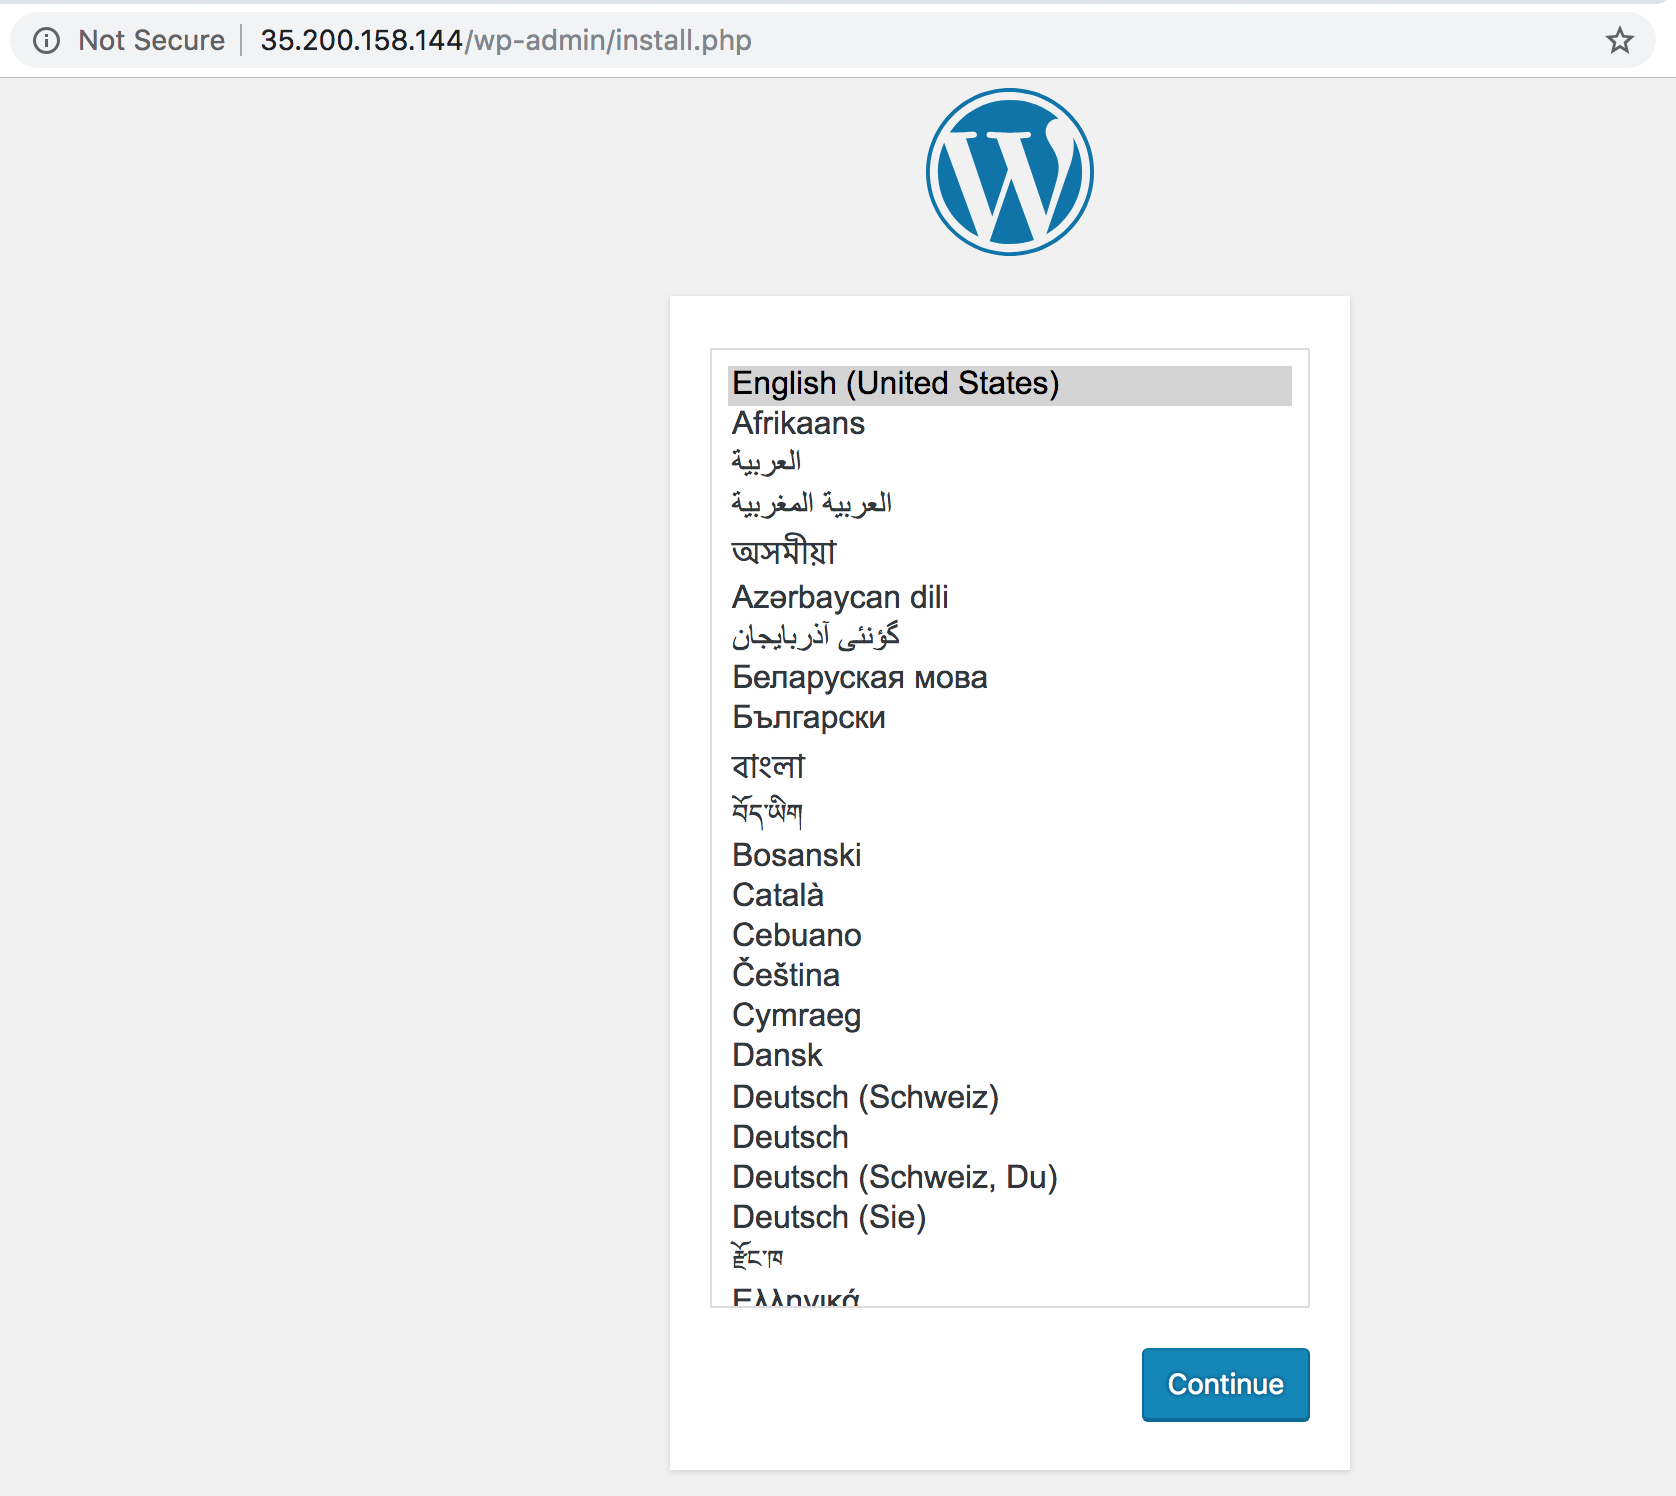 Not Secure 35.200.158.144/wp-admin/install.php
English (United States)
Afrikaans
العربية
العربية المغربية
অসমীয়া
Azərbaycan dili
گؤنئی آذربایجان
Беларуская мова
Български
বাংলা
བོད་ཡིག
Bosanski
Català
Cebuano
Čeština
Cymraeg
Dansk
Deutsch (Schweiz)
Deutsch
Deutsch (Schweiz, Du)
Deutsch (Sie)
རྫོང་ཁ
Ελληνικά
Continue